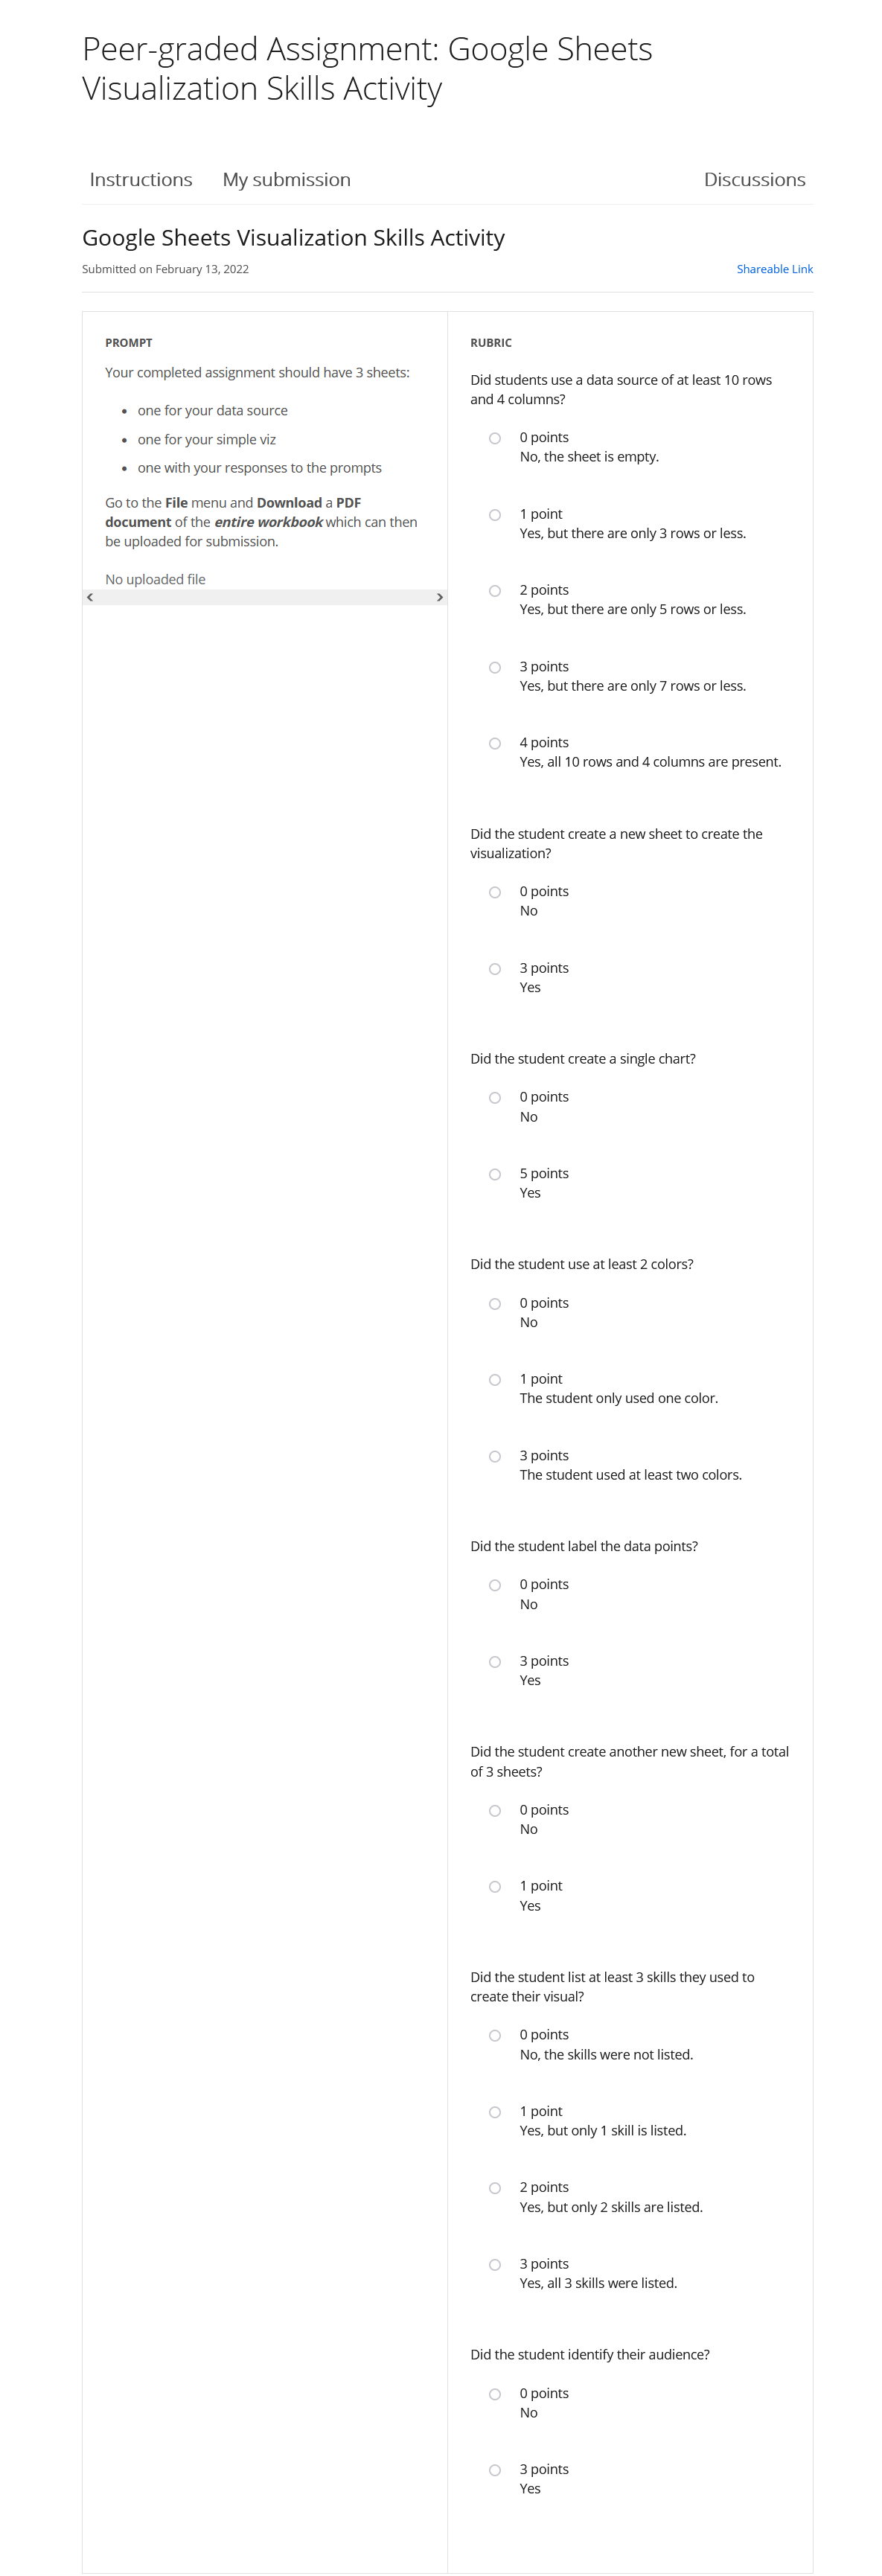 Peer-graded Assignment: Google Sheets
Visualization Skills Activity
Instructions
My submission
Discussions
Google Sheets Visualization Skills Activity
Submitted on February 13, 2022
Shareable Link
PROMPT
Your completed assignment should have 3 sheets:
one for your data source
one for your simple viz
one with your responses to the prompts
Go to the File menu and Download a PDF
document of the entire workbook which can then
be uploaded for submission.
No uploaded file
RUBRIC
Did students use a data source of at least 10 rows
and 4 columns?
0 points
No, the sheet is empty.
1 point
Yes, but there are only 3 rows or less.
2 points
Yes, but there are only 5 rows or less.
3 points
Yes, but there are only 7 rows or less.
4 points
Yes, all 10 rows and 4 columns are present.
Did the student create a new sheet to create the
visualization?
0 points
No
3 points
Yes
Did the student create a single chart?
0 points
No
5 points
Yes
Did the student use at least 2 colors?
0 points
No
1 point
The student only used one color.
3 points
The student used at least two colors.
Did the student label the data points?
0 points
No
3 points
Yes
Did the student create another new sheet, for a total
of 3 sheets?
0 points
No
1 point
Yes
Did the student list at least 3 skills they used to
create their visual?
0 points
No, the skills were not listed.
1 point
Yes, but only 1 skill is listed.
2 points
Yes, but only 2 skills are listed.
3 points
Yes, all 3 skills were listed.
Did the student identify their audience?
0 points
No
3 points
Yes